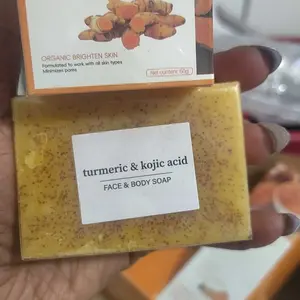 ORGANIC BRIGHTEN SKIN
Formulated to work with all skin types
Minimizes pores
Net content: 100g
turmeric & kojic acid
FACE & BODY SOAP